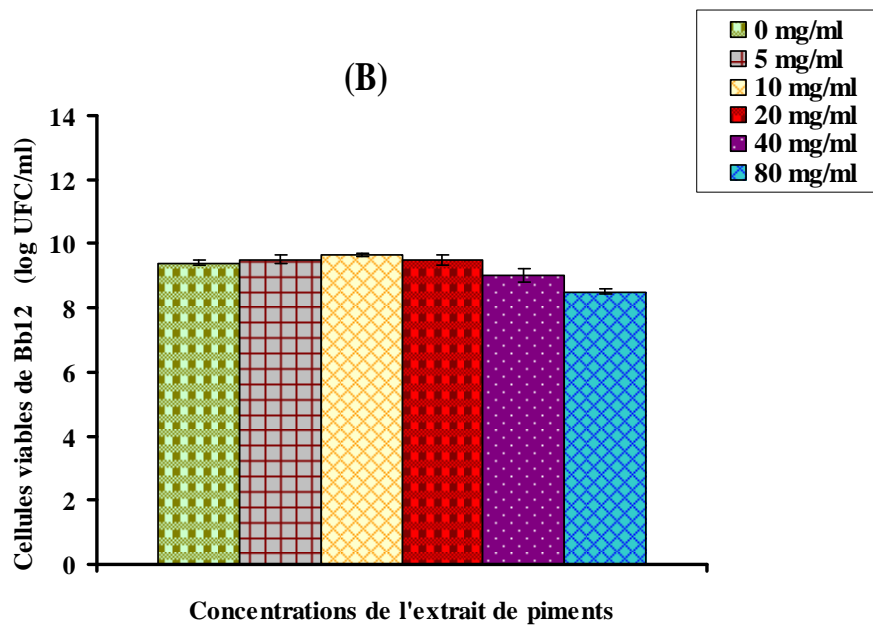 0 mg/ml
5 mg/ml
10 mg/ml
20 mg/ml
40 mg/ml
80 mg/ml
(B)
Cellules viables de Bb12 (log UFC/ml)
14
12
10
8
6
4
2
0
Concentrations de l'extrait de piments